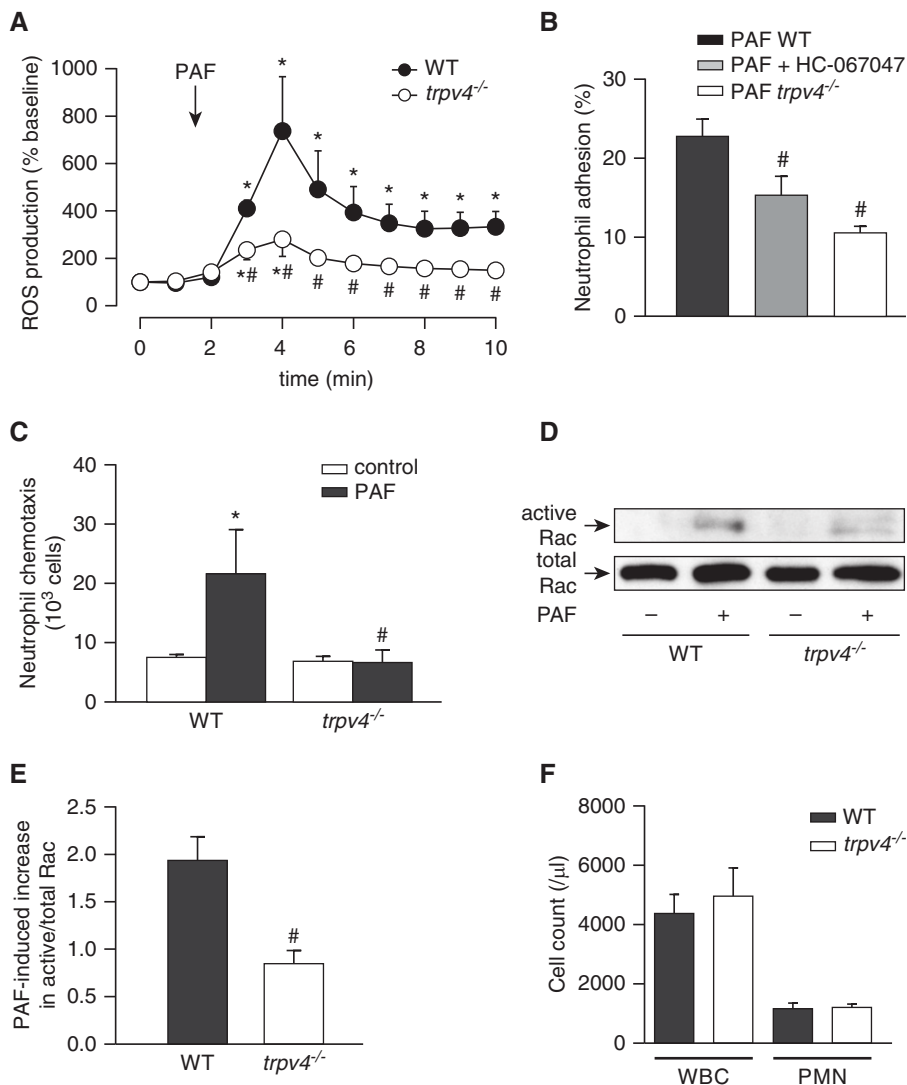 A
PAF
WT
trpv4-/-
ROS production (% baseline)
1000
800
600
400
200
0
* * * * * * * *
*# *# # # # # # #
0 2 4 6 8 10
time (min)
B
PAF WT
PAF + HC-067047
PAF trpv4-/-
Neutrophil adhesion (%)
30
20
10
0
# #
C
control
PAF
Neutrophil chemotaxis
(10³ cells)
40
30
20
10
0
*
#
WT trpv4-/-
D
active
Rac
total
Rac
PAF − + − +
WT trpv4-/-
E
PAF-induced increase
in active/total Rac
2.5
2.0
1.5
1.0
0.5
0.0
#
WT trpv4-/-
F
WT
trpv4-/-
Cell count (/μl)
8000
6000
4000
2000
0
WBC PMN